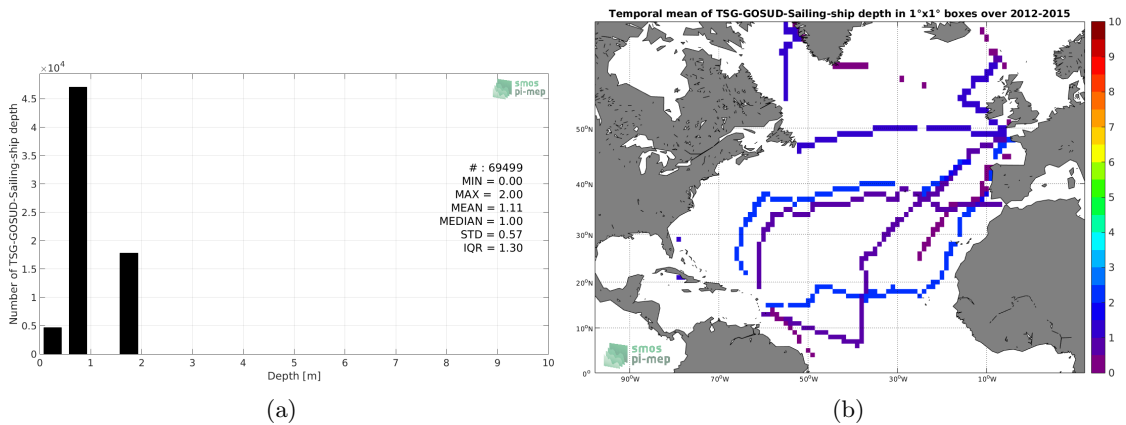 ×10⁴
4.5
4
3.5
3
2.5
2
1.5
1
0.5
0
Number of TSG-GOSUD-Sailing-ship depth
smos
pi-mep
# : 69499
MIN = 0.00
MAX = 2.00
MEAN = 1.11
MEDIAN = 1.00
STD = 0.57
IQR = 1.30
0 1 2 3 4 5 6 7 8 9 10
Depth [m]
(a)
Temporal mean of TSG-GOSUD-Sailing-ship depth in 1°x1° boxes over 2012-2015
50°N
40°N
30°N
20°N
10°N
0°
90°W 70°W 50°W 30°W 10°W
smos
pi-mep
10
9
8
7
6
5
4
3
2
1
0
(b)